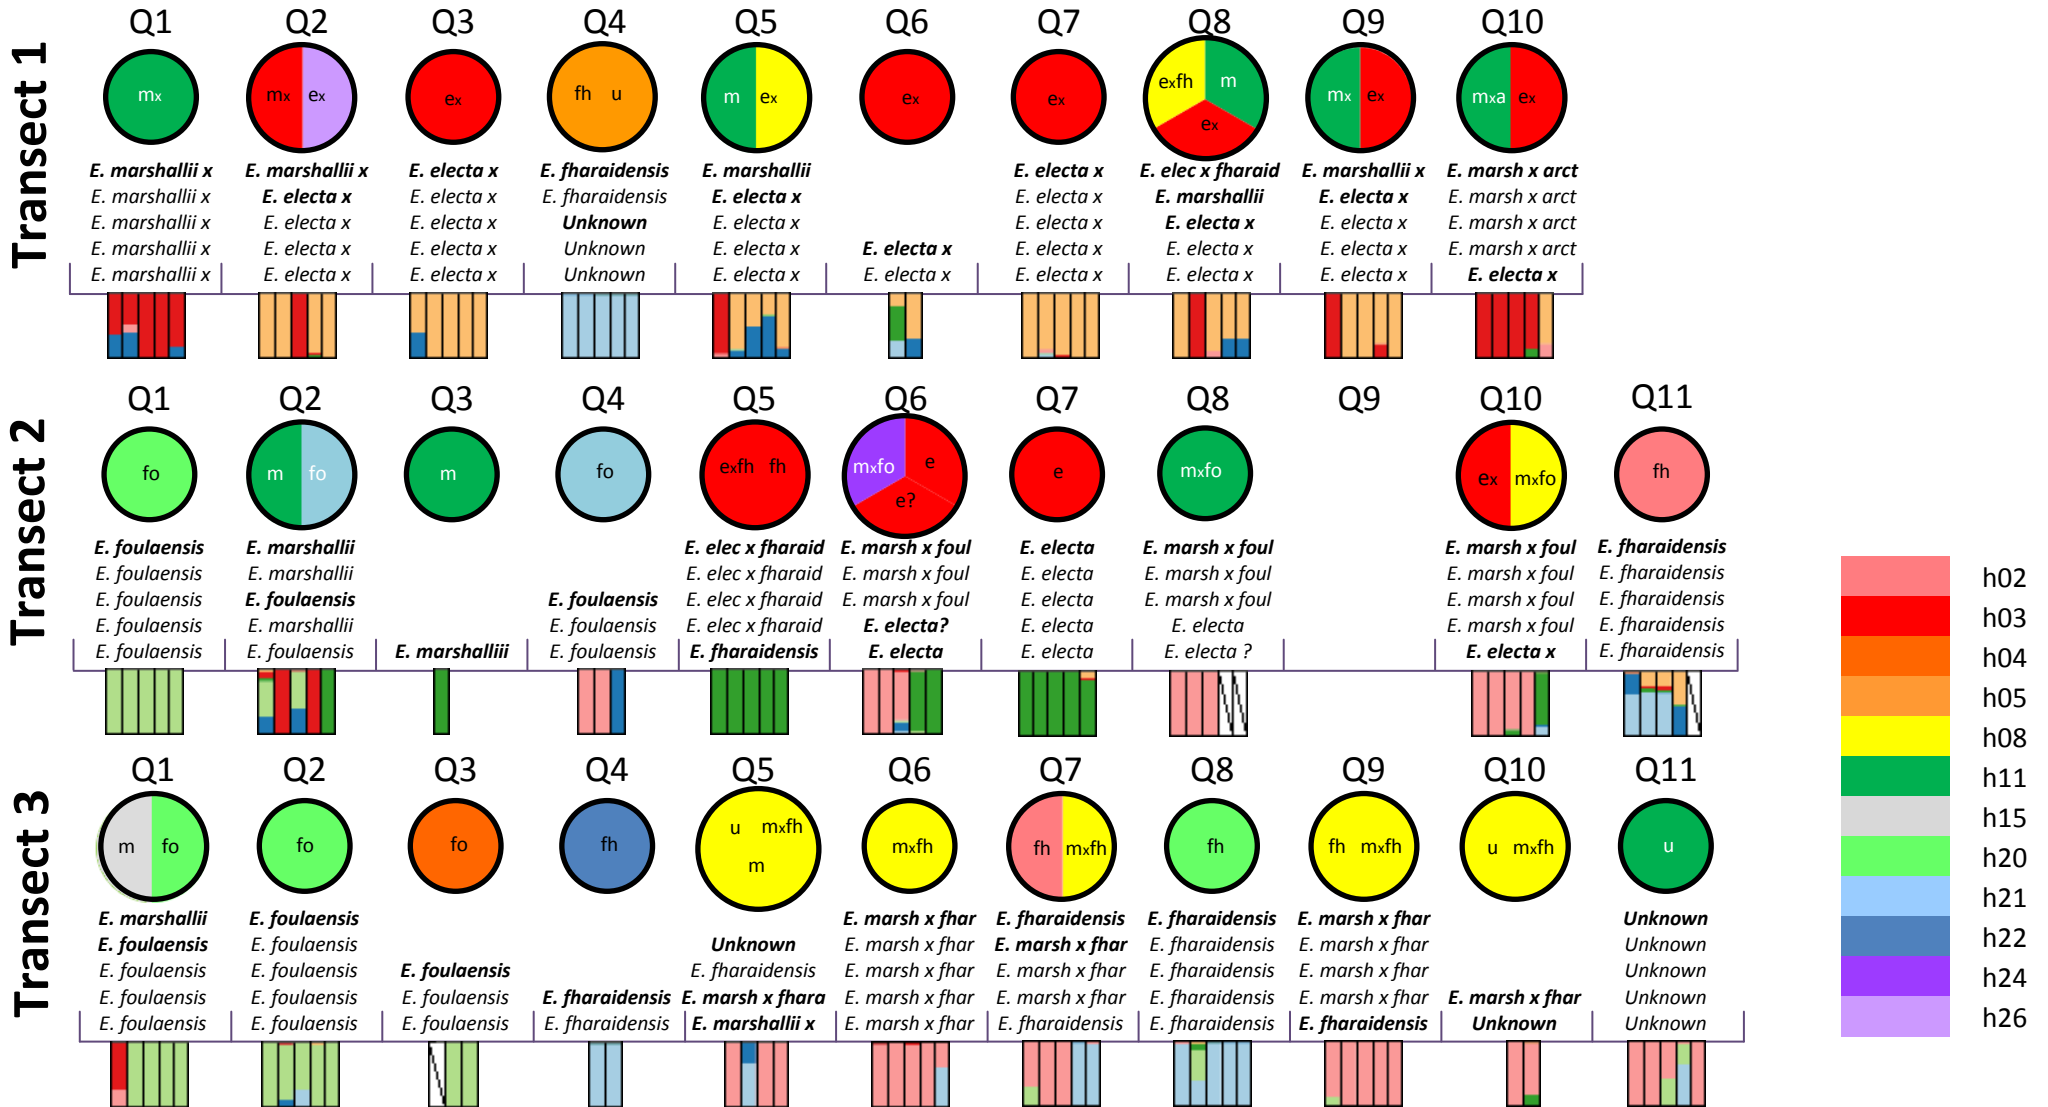 Transect 1
Q1 Q2 Q3 Q4 Q5 Q6 Q7 Q8 Q9 Q10
mx mx ex ex fh u m ex ex ex exfh m ex mx ex mxa ex
E. marshallii x E. marshallii x E. electa x E. fharaidensis E. marshallii E. electa x E. elec x fharaid E. marshallii x E. marsh x arct
E. marshallii x E. electa x E. electa x E. fharaidensis E. electa x E. electa x E. marshallii E. electa x E. marsh x arct
E. marshallii x E. electa x E. electa x Unknown E. electa x E. electa x E. electa x E. electa x E. marsh x arct
E. marshallii x E. electa x E. electa x Unknown E. electa x E. electa x E. electa x E. electa x E. electa x E. marsh x arct
E. marshallii x E. electa x E. electa x Unknown E. electa x E. electa x E. electa x E. electa x E. electa x E. electa x
Transect 2
Q1 Q2 Q3 Q4 Q5 Q6 Q7 Q8 Q9 Q10 Q11
fo m fo m fo exfh fh mxfo e e? e mxfo ex mxfo fh
E. foulaensis E. marshallii E. elec x fharaid E. marsh x foul E. electa E. marsh x foul E. marsh x foul E. fharaidensis
E. foulaensis E. marshallii E. elec x fharaid E. marsh x foul E. electa E. marsh x foul E. marsh x foul E. fharaidensis
E. foulaensis E. foulaensis E. foulaensis E. elec x fharaid E. marsh x foul E. electa E. marsh x foul E. marsh x foul E. fharaidensis
E. foulaensis E. marshallii E. foulaensis E. elec x fharaid E. electa? E. electa E. electa E. marsh x foul E. fharaidensis
E. foulaensis E. foulaensis E. marshalliii E. foulaensis E. fharaidensis E. electa E. electa E. electa ? E. electa x E. fharaidensis
Transect 3
Q1 Q2 Q3 Q4 Q5 Q6 Q7 Q8 Q9 Q10 Q11
m fo fo fo fh u mxfh m mxfh fh mxfh fh fh mxfh u mxfh u
E. marshallii E. foulaensis E. marsh x fhar E. fharaidensis E. fharaidensis E. marsh x fhar Unknown
E. foulaensis E. foulaensis Unknown E. marsh x fhar E. marsh x fhar E. fharaidensis E. marsh x fhar Unknown
E. foulaensis E. foulaensis E. foulaensis E. fharaidensis E. marsh x fhar E. marsh x fhar E. fharaidensis E. marsh x fhar Unknown
E. foulaensis E. foulaensis E. foulaensis E. fharaidensis E. marsh x fhara E. marsh x fhar E. marsh x fhar E. fharaidensis E. marsh x fhar E. marsh x fhar Unknown
E. foulaensis E. foulaensis E. foulaensis E. fharaidensis E. marshallii x E. marsh x fhar E. fharaidensis E. fharaidensis E. fharaidensis Unknown Unknown
h02
h03
h04
h05
h08
h11
h15
h20
h21
h22
h24
h26